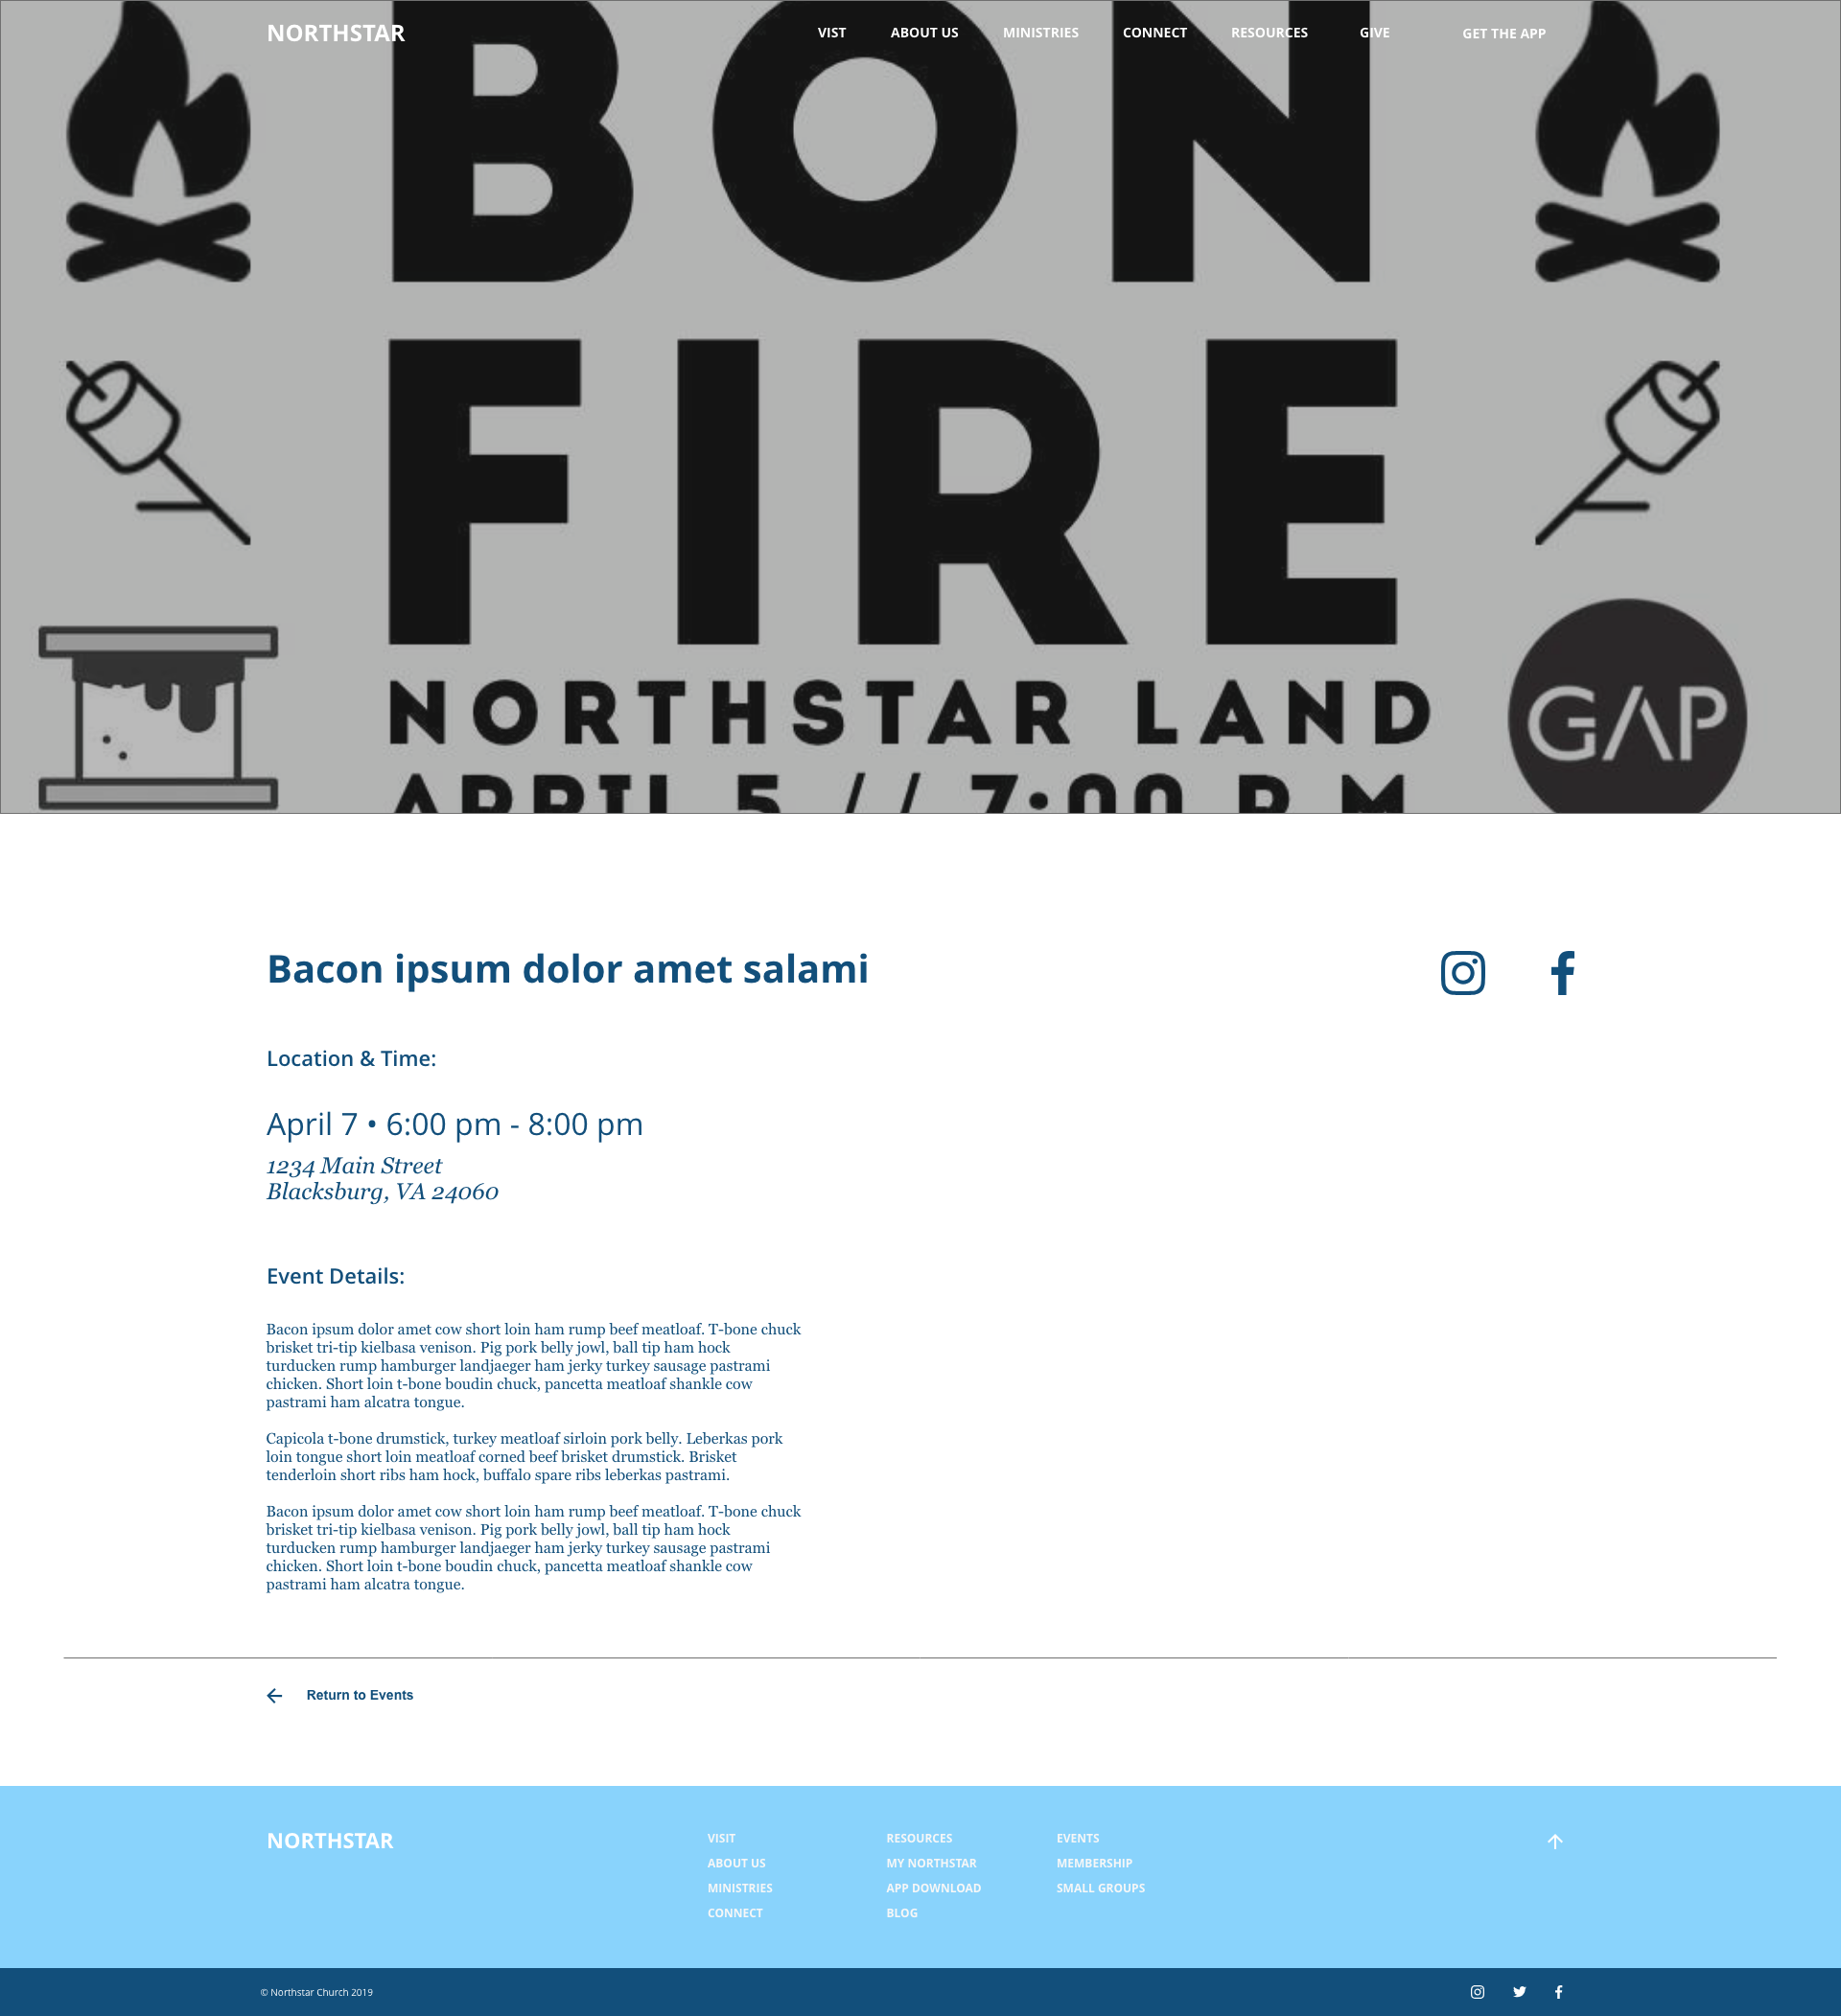 NORTHSTAR
VIST ABOUT US MINISTRIES CONNECT RESOURCES GIVE GET THE APP
BON
FIRE
NORTHSTAR LAND
GAP
APRIL 5 // 7:00 P M
Bacon ipsum dolor amet salami
Location & Time:
April 7 • 6:00 pm - 8:00 pm
1234 Main Street
Blacksburg, VA 24060
Event Details:
Bacon ipsum dolor amet cow short loin ham rump beef meatloaf. T-bone chuck
brisket tri-tip kielbasa venison. Pig pork belly jowl, ball tip ham hock
turducken rump hamburger landjaeger ham jerky turkey sausage pastrami
chicken. Short loin t-bone boudin chuck, pancetta meatloaf shankle cow
pastrami ham alcatra tongue.
Capicola t-bone drumstick, turkey meatloaf sirloin pork belly. Leberkas pork
loin tongue short loin meatloaf corned beef brisket drumstick. Brisket
tenderloin short ribs ham hock, buffalo spare ribs leberkas pastrami.
Bacon ipsum dolor amet cow short loin ham rump beef meatloaf. T-bone chuck
brisket tri-tip kielbasa venison. Pig pork belly jowl, ball tip ham hock
turducken rump hamburger landjaeger ham jerky turkey sausage pastrami
chicken. Short loin t-bone boudin chuck, pancetta meatloaf shankle cow
pastrami ham alcatra tongue.
Return to Events
NORTHSTAR
VISIT
ABOUT US
MINISTRIES
CONNECT
RESOURCES
MY NORTHSTAR
APP DOWNLOAD
BLOG
EVENTS
MEMBERSHIP
SMALL GROUPS
© Northstar Church 2019